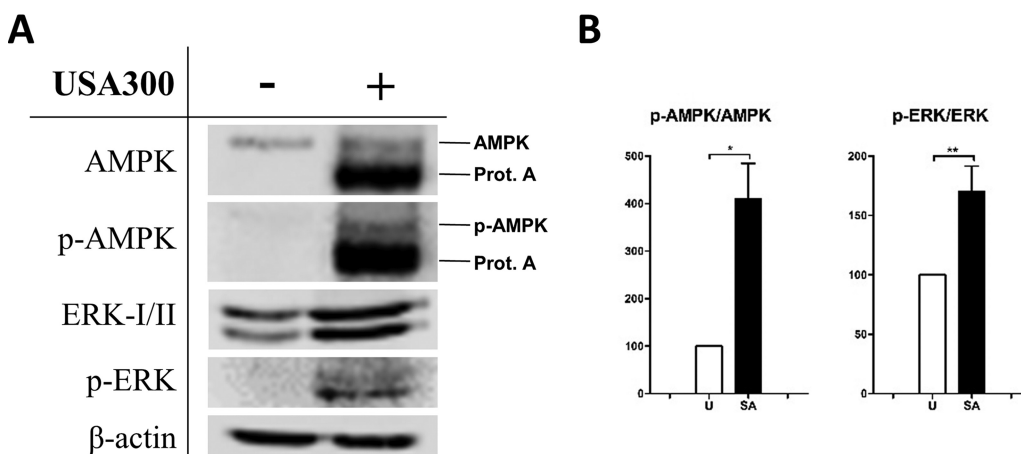 A
USA300 - +
AMPK
AMPK
Prot. A
p-AMPK
p-AMPK
Prot. A
ERK-I/II
p-ERK
β-actin
B
p-AMPK/AMPK
*
500
400
300
200
100
0
U SA
p-ERK/ERK
**
200
150
100
50
0
U SA